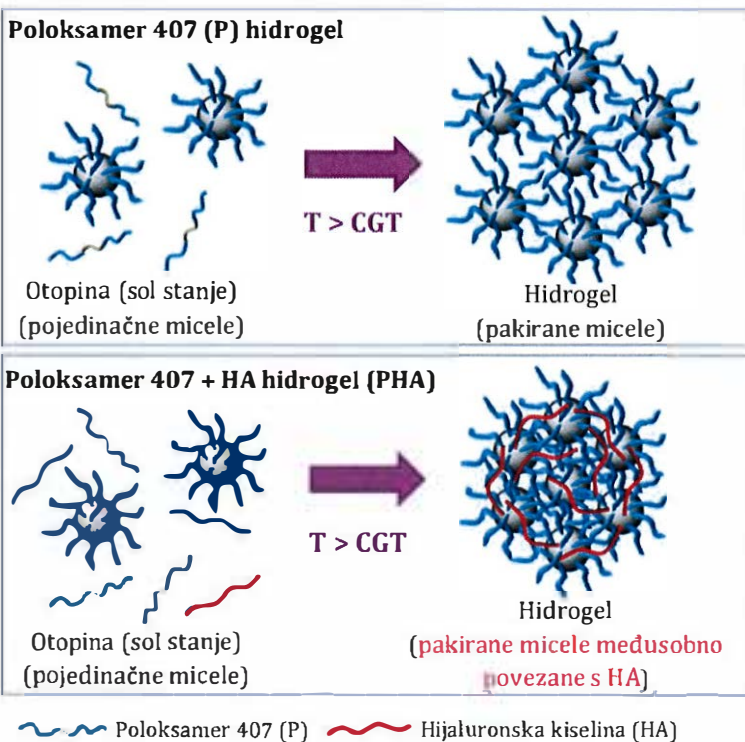 Poloksamer 407 (P) hidrogel
T > CGT
Otopina (sol stanje)
(pojedinačne micele)
Hidrogel
(pakirane micele)
Poloksamer 407 + HA hidrogel (PHA)
T > CGT
Otopina (sol stanje)
(pojedinačne micele)
Hidrogel
(pakirane micele međusobno
povezane s HA)
Poloksamer 407 (P) Hijaluronska kiselina (HA)